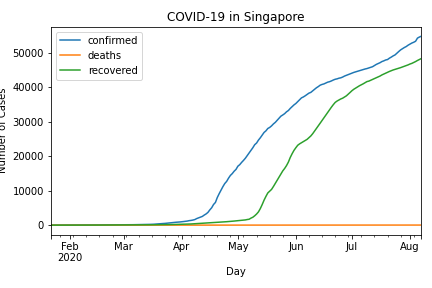 COVID-19 in Singapore
confirmed
deaths
recovered
50000
40000
30000
20000
10000
0
Number of Cases
Feb
2020
Mar
Apr
May
Jun
Jul
Aug
Day